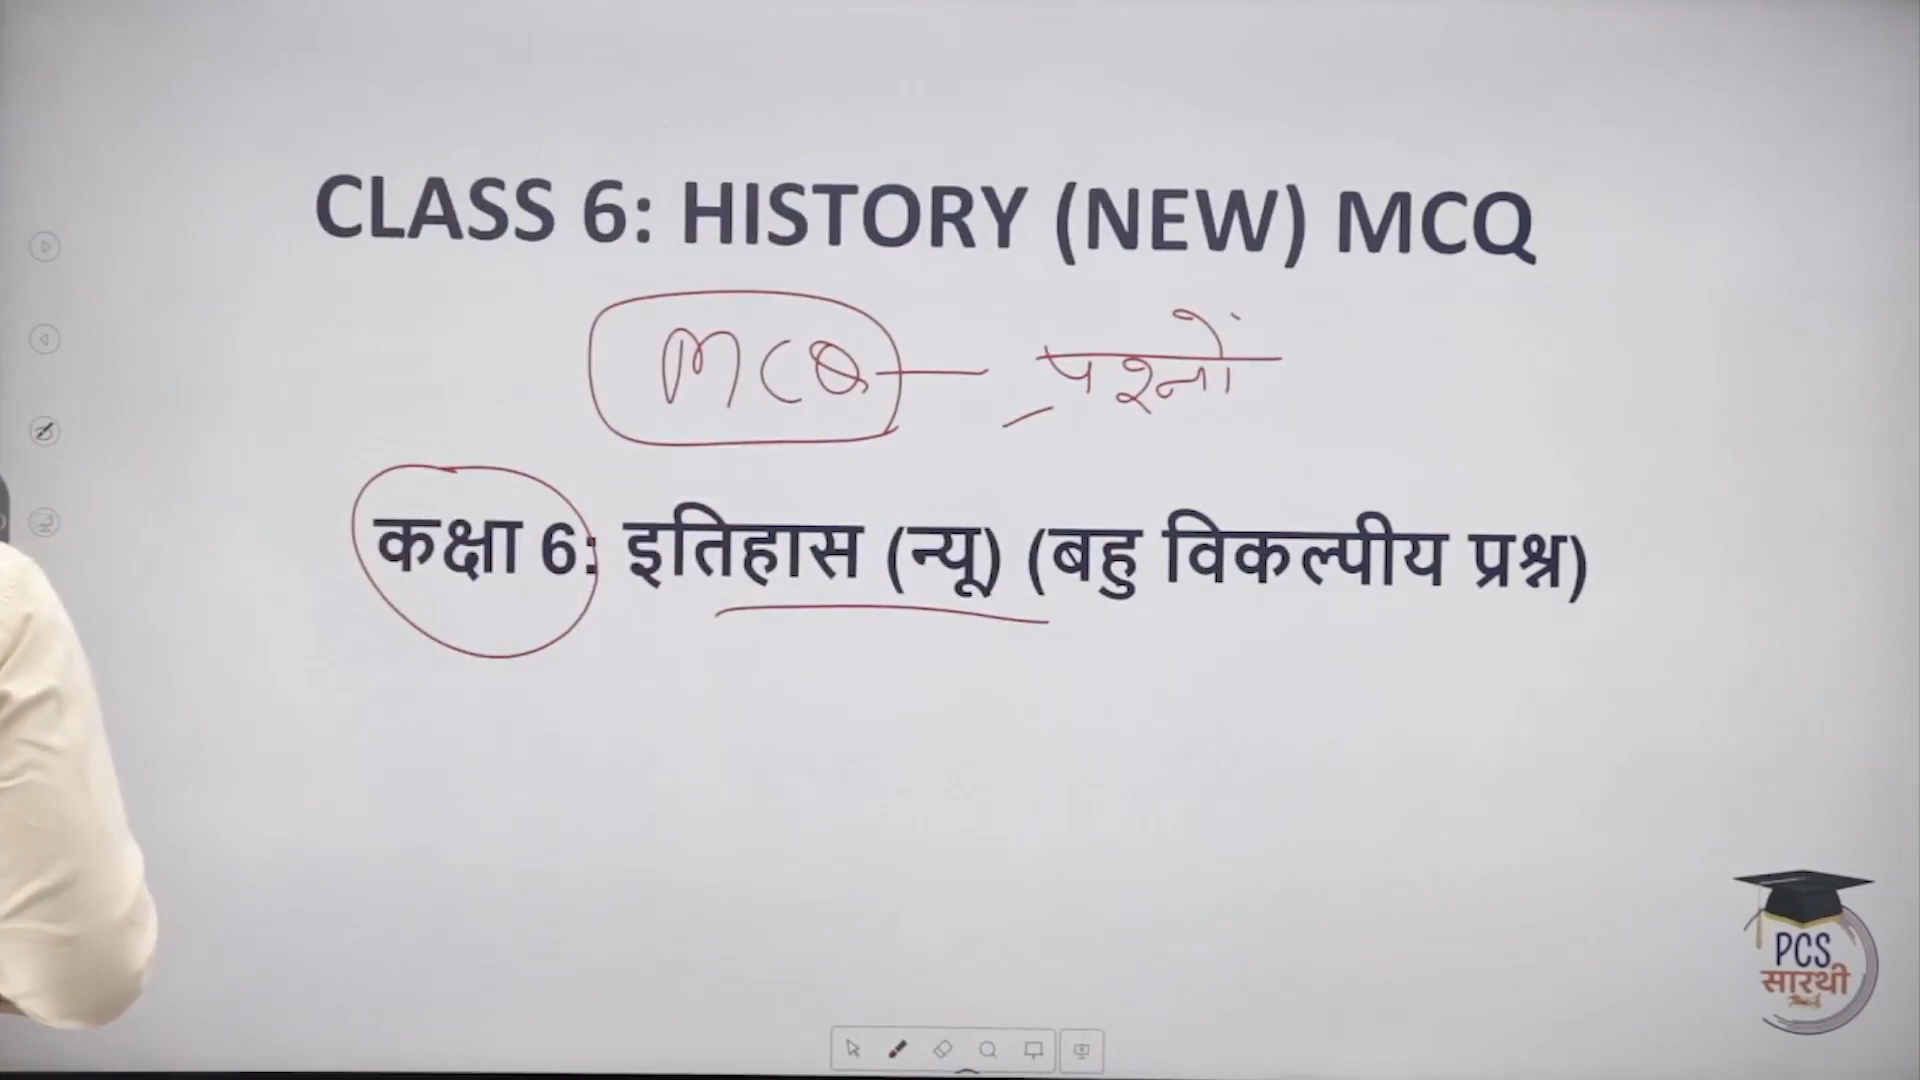 CLASS 6: HISTORY (NEW) MCQ
MCQ — प्रश्नों
कक्षा 6: इतिहास (न्यू) (बहु विकल्पीय प्रश्न)
PCS
सारथी